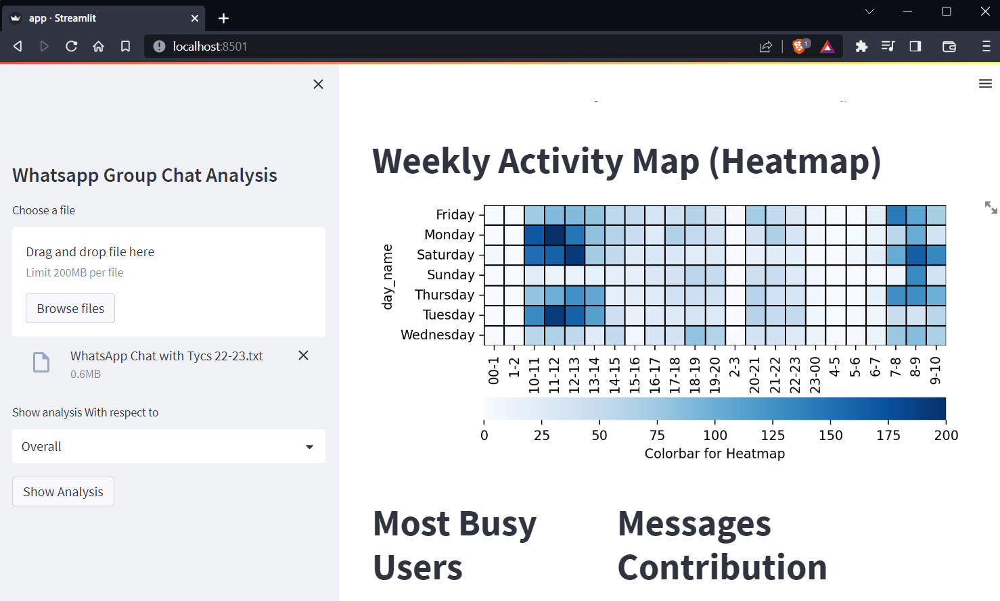 app · Streamlit
localhost:8501
1
Whatsapp Group Chat Analysis
Choose a file
Drag and drop file here
Limit 200MB per file
Browse files
WhatsApp Chat with Tycs 22-23.txt
0.6MB
Show analysis With respect to
Overall
Show Analysis
Weekly Activity Map (Heatmap)
day_name
Friday
Monday
Saturday
Sunday
Thursday
Tuesday
Wednesday
00-1
1-2
10-11
11-12
12-13
13-14
14-15
15-16
16-17
17-18
18-19
19-20
2-3
20-21
21-22
22-23
23-00
4-5
5-6
6-7
7-8
8-9
9-10
0 25 50 75 100 125 150 175 200
Colorbar for Heatmap
Most Busy
Users
Messages
Contribution